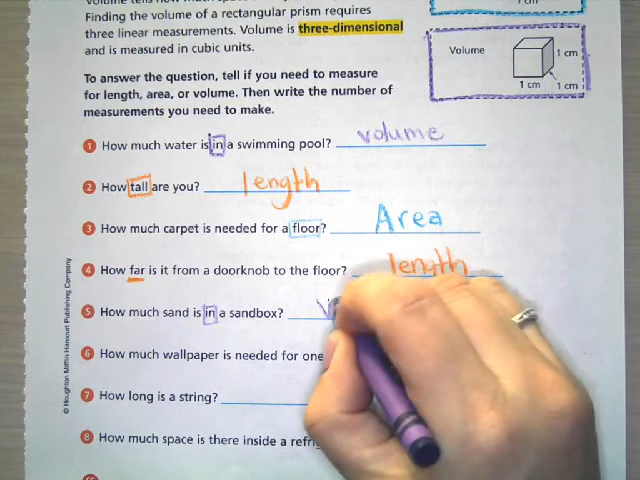 Finding the volume of a rectangular prism requires
three linear measurements. Volume is three-dimensional
and is measured in cubic units.
Volume
1 cm
1 cm
1 cm
To answer the question, tell if you need to measure
for length, area, or volume. Then write the number of
measurements you need to make.
1 How much water is in a swimming pool? volume
2 How tall are you? length
3 How much carpet is needed for a floor? Area
4 How far is it from a doorknob to the floor? length
5 How much sand is in a sandbox?
6 How much wallpaper is needed for one
7 How long is a string?
8 How much space is there inside a
© Houghton Mifflin Harcourt Publishing Company